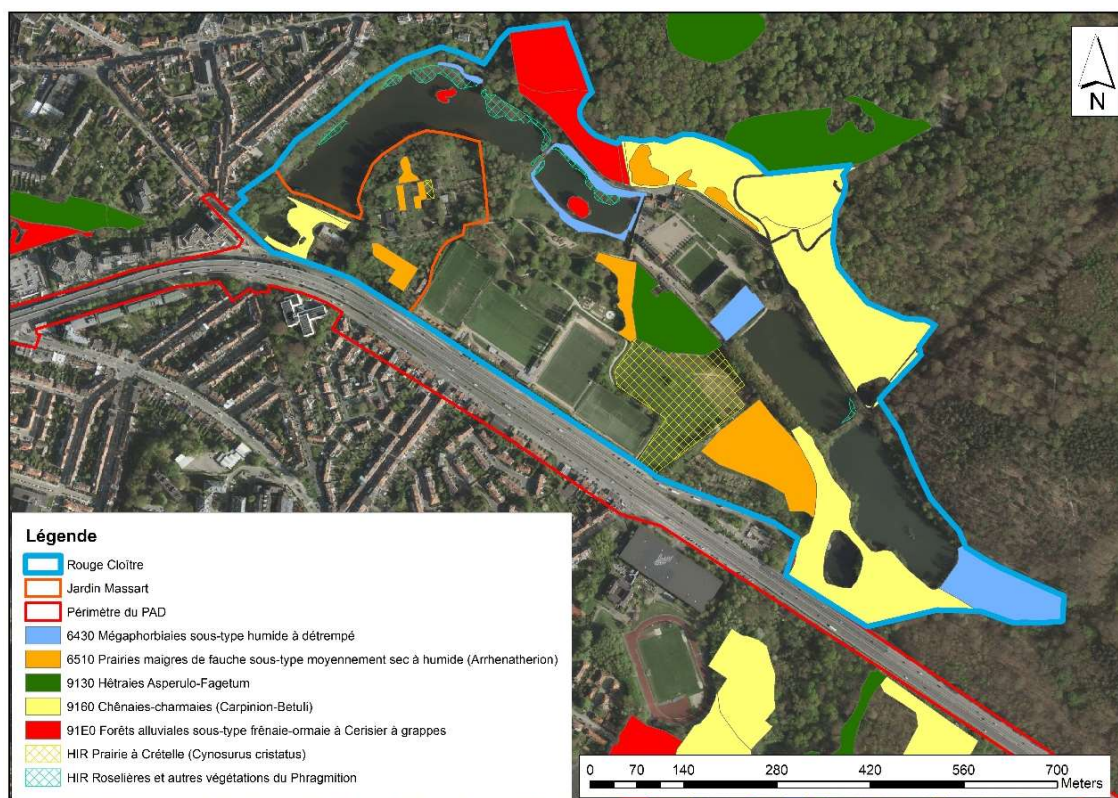 N
Légende
Rouge Cloître
Jardin Massart
Périmètre du PAD
6430 Mégaphorbiaies sous-type humide à détrempé
6510 Prairies maigres de fauche sous-type moyennement sec à humide (Arrhenatherion)
9130 Hêtraies Asperulo-Fagetum
9160 Chênaies-charmaies (Carpinion-Betuli)
91E0 Forêts alluviales sous-type frênaie-ormaie à Cerisier à grappes
HIR Prairie à Crételle (Cynosurus cristatus)
HIR Roselières et autres végétations du Phragmition
0 70 140 280 420 560 700
Meters